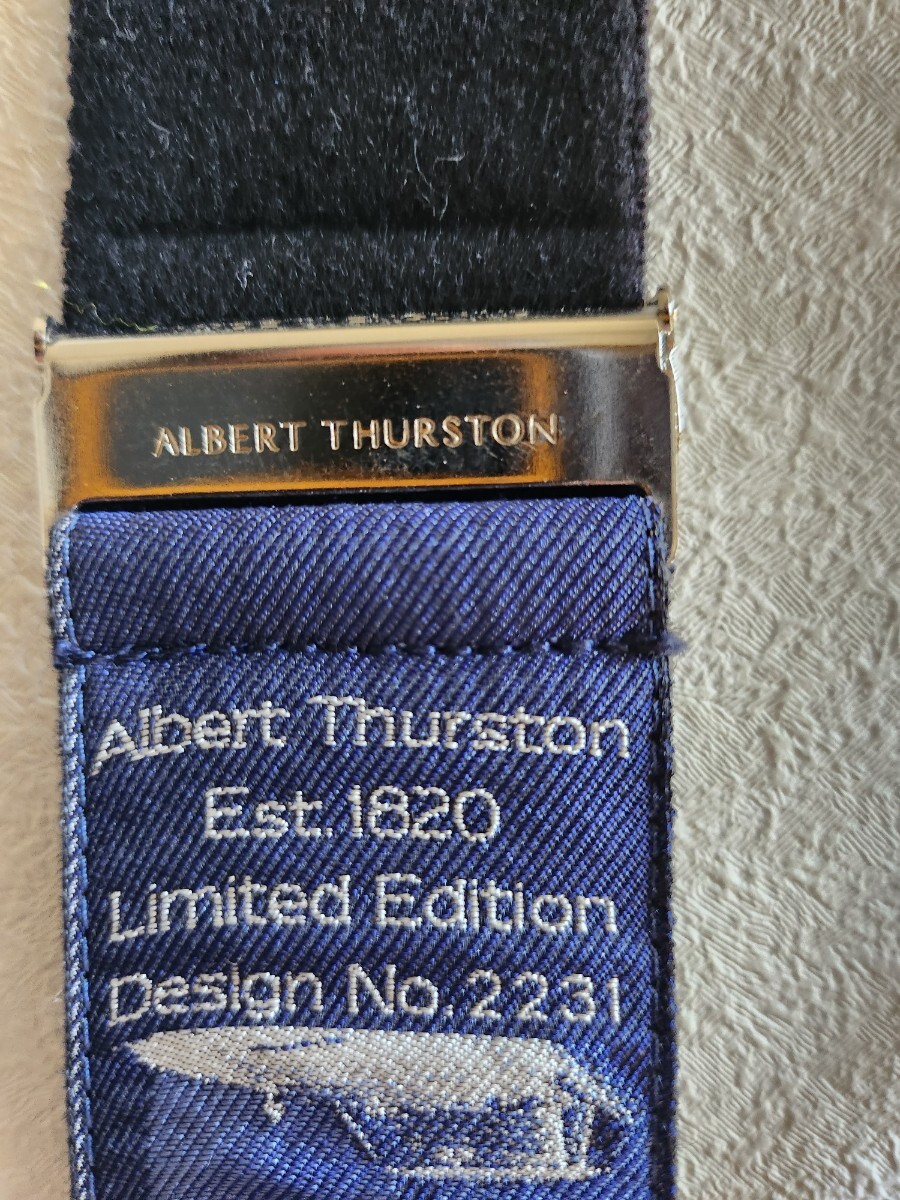 ALBERT THURSTON
Albert Thurston
Est. 1820
Limited Edition
Design No. 2231